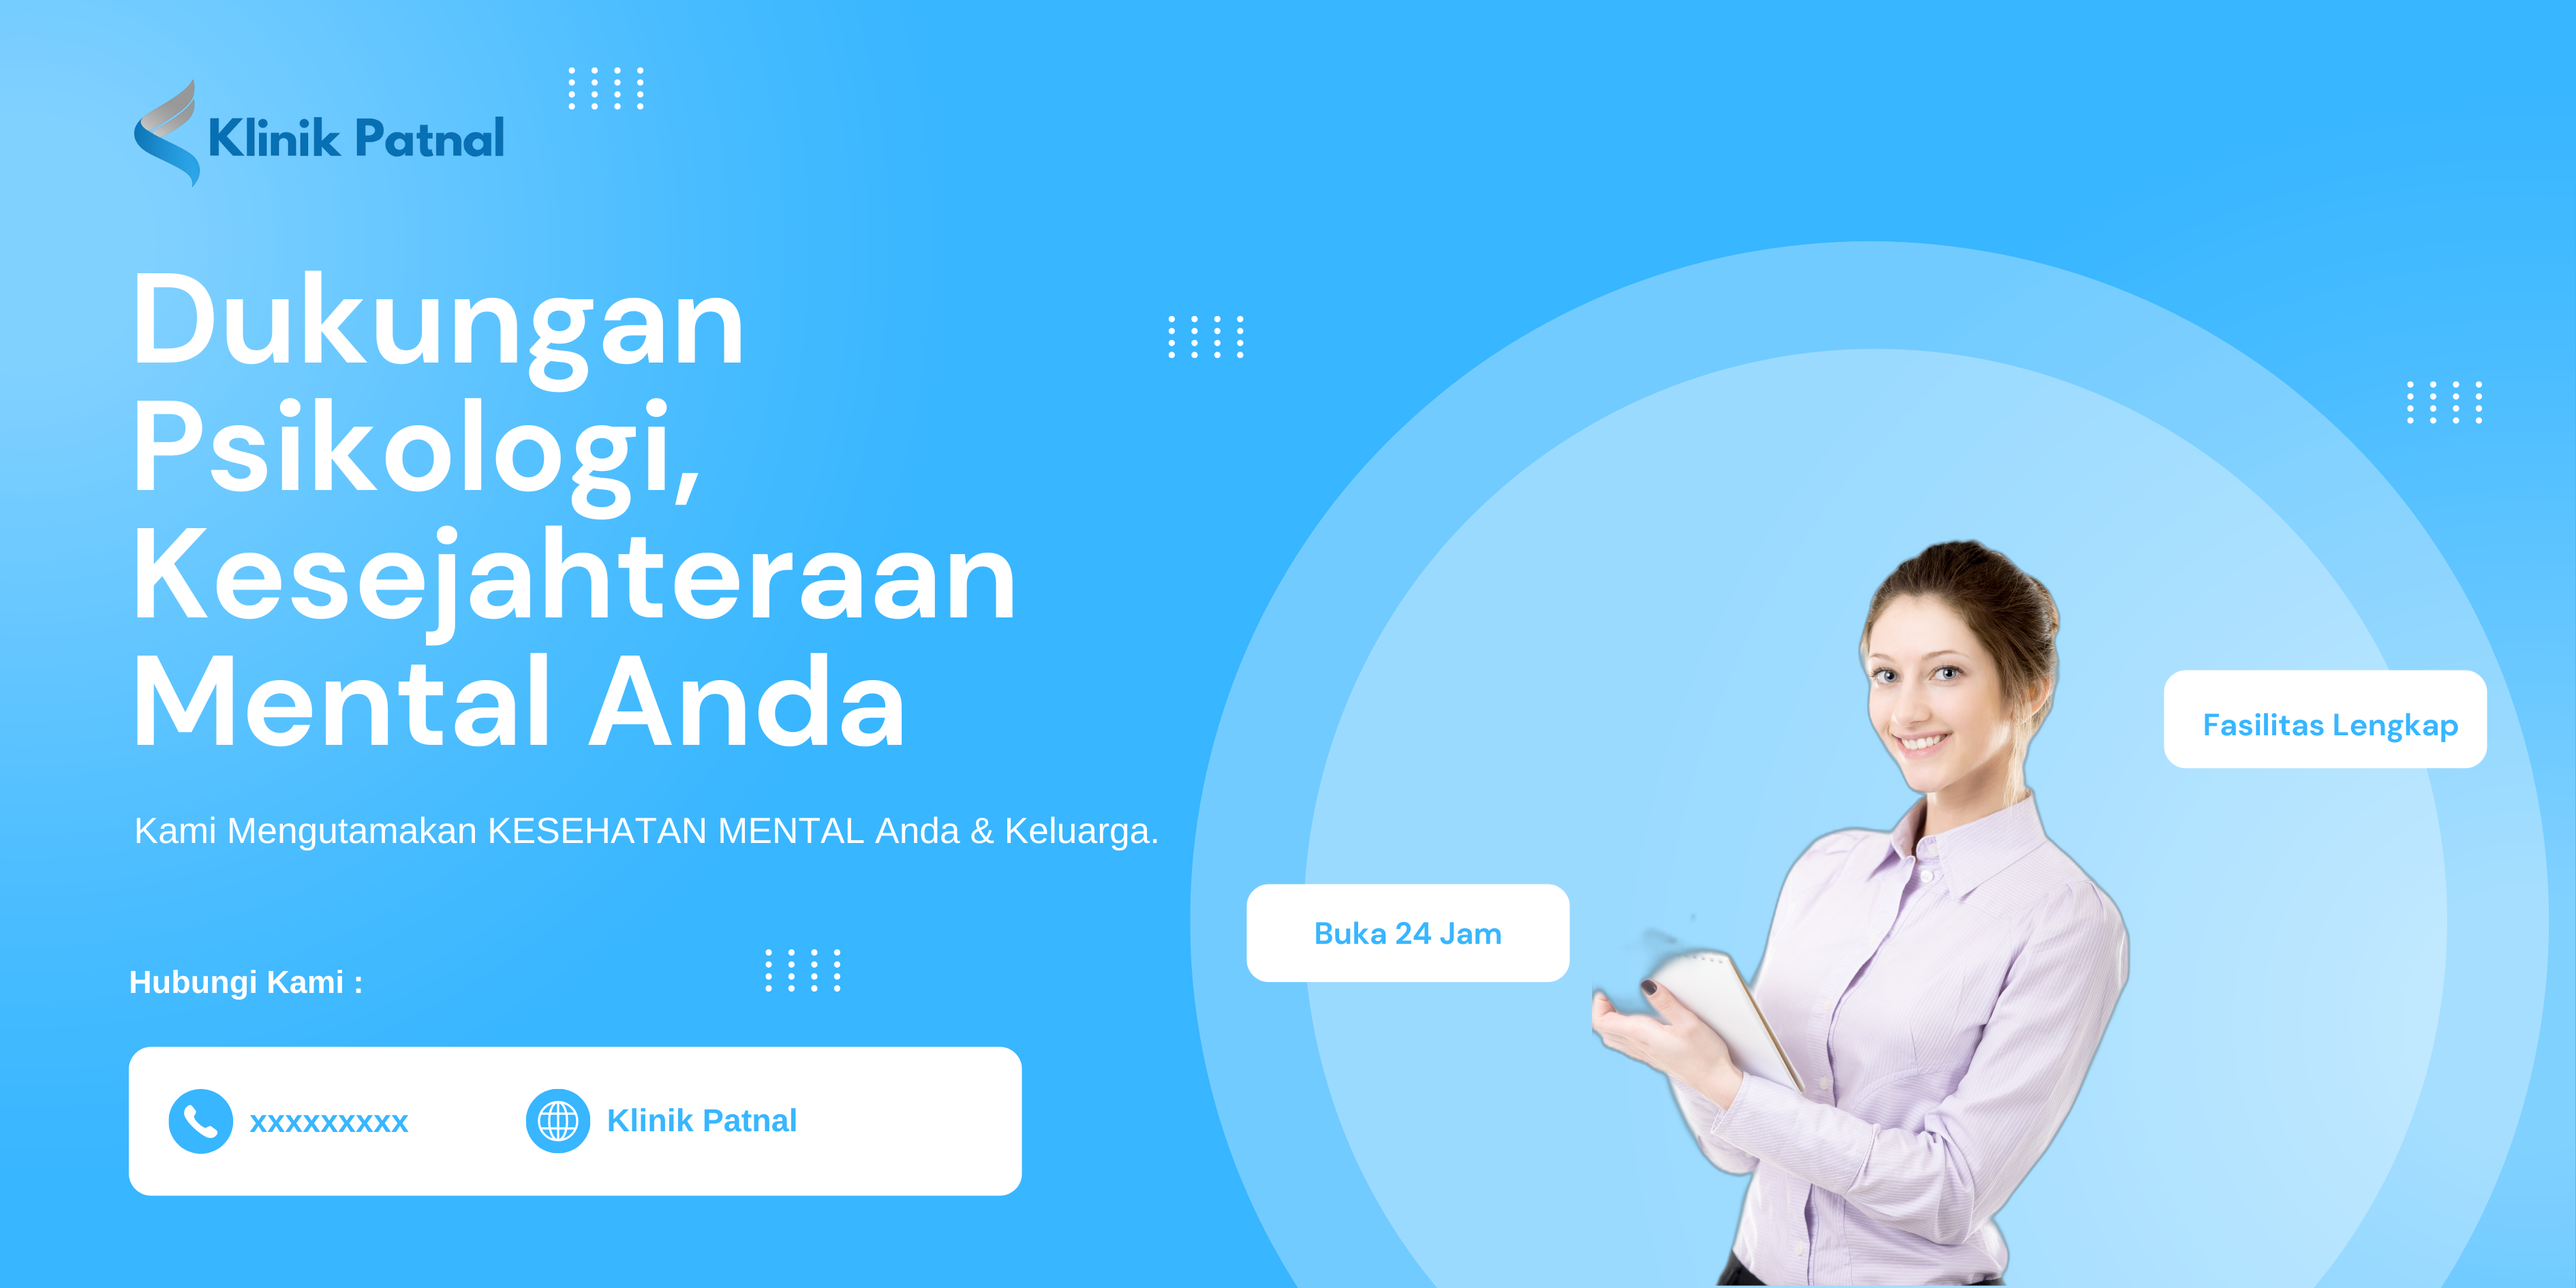 Klinik Patnal
Dukungan
Psikologi,
Kesejahteraan
Mental Anda
Kami Mengutamakan KESEHATAN MENTAL Anda & Keluarga.
Fasilitas Lengkap
Buka 24 Jam
Hubungi Kami :
xxxxxxxxx
Klinik Patnal